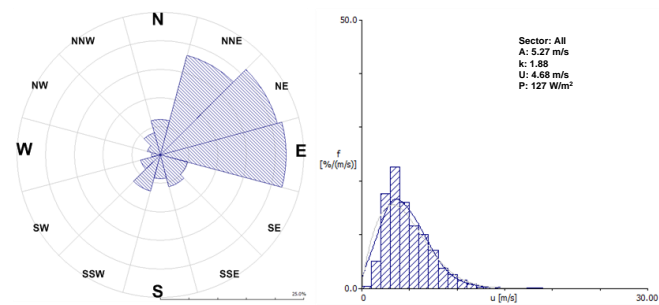 N
NNW
NNE
NW
NE
W
E
SW
SE
SSW
SSE
S
25.0%
50.0
Sector: All
A: 5.27 m/s
k: 1.88
U: 4.68 m/s
P: 127 W/m²
f
[%/(m/s)]
0.0
0
u [m/s]
30.00